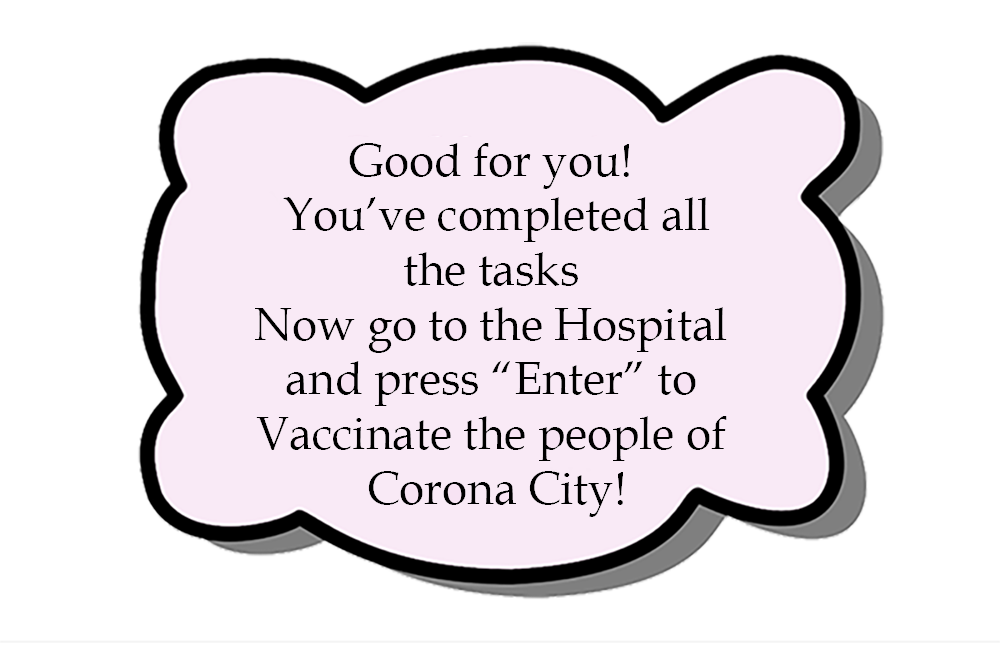 Good for you!
You’ve completed all
the tasks
Now go to the Hospital
and press “Enter” to
Vaccinate the people of
Corona City!